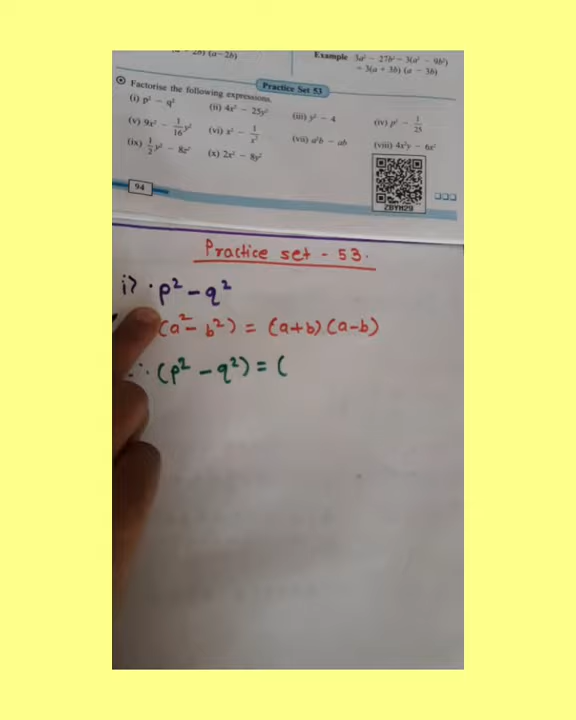 (a − 2b)
Example 3a² − 27b² = 3(a² − 9b²)
= 3(a + 3b) (a − 3b)
Practice Set 53
Factorise the following expressions.
(i) p² − q² (ii) 4x² − 25y² (iii) y² − 4 (iv) p² − 1/25
(v) 9x² − 1/16 y² (vi) x² − 1/x² (vii) a²b − ab (viii) 4x²y − 6x²
(ix) 1/2 y² − 8z² (x) 2x² − 8y²
94
ZBYM29
Practice set - 53.
i) p² − q²
(a² − b²) = (a+b) (a−b)
∴ (p² − q²) = (